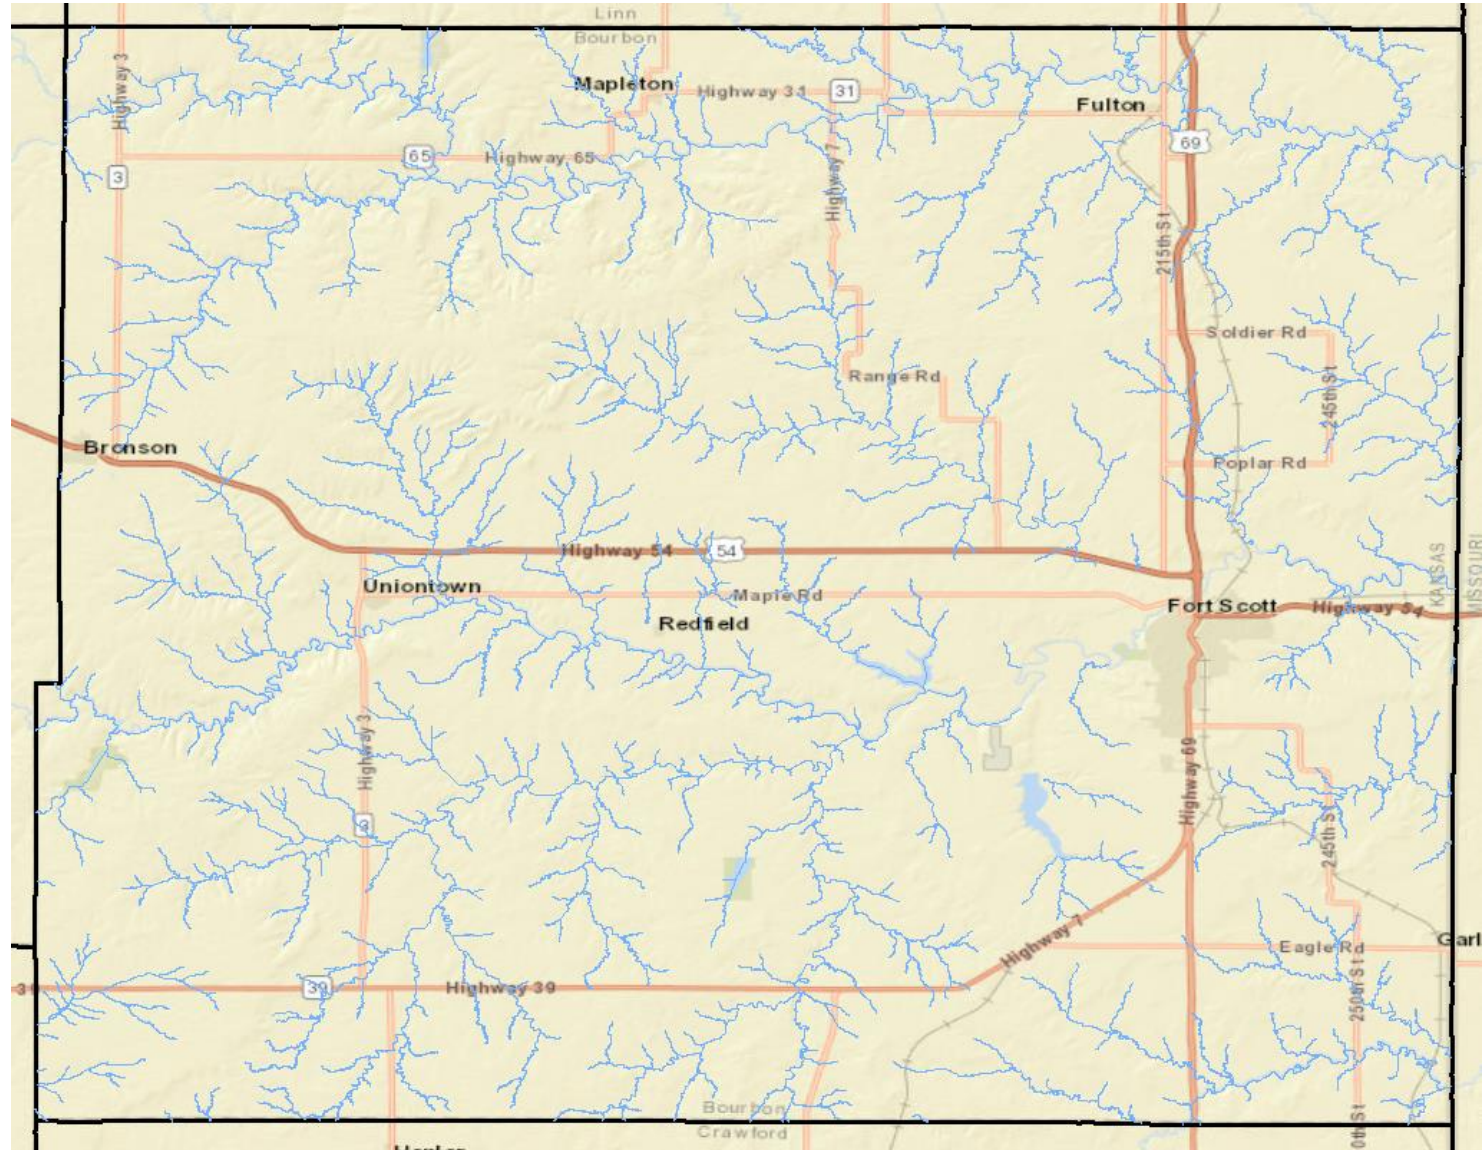 Linn
Bourbon
Highway 3
Mapleton
Highway 31
31
Fulton
69
65
Highway 65
3
Highway 7
215th St
Soldier Rd
Range Rd
245th St
Bronson
Poplar Rd
Highway 54
54
KANSAS
Uniontown
Maple Rd
Fort Scott
Highway 54
Redfield
Highway 3
Highway 69
3
245th St
Highway 7
Eagle Rd
Garl
39
Highway 39
250th St
Bourbon
Crawford
0th St